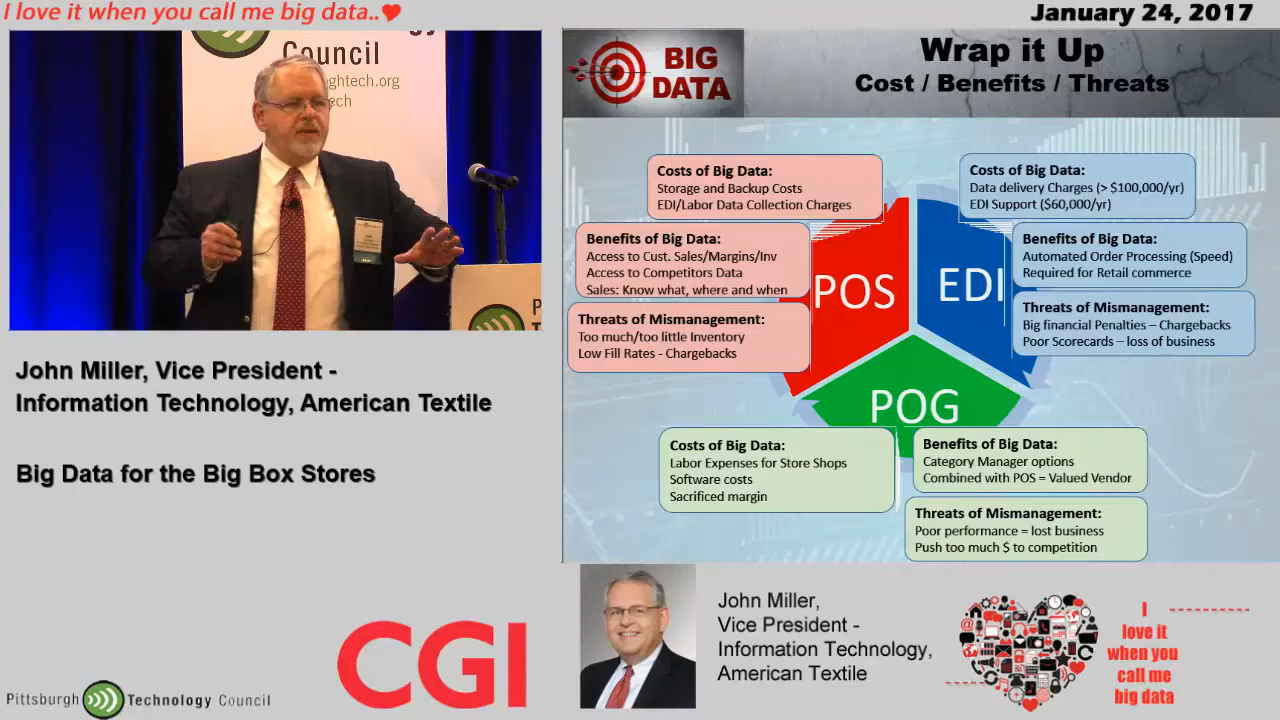 I love it when you call me big data..
January 24, 2017
Council
ghtech.org
tech
BIG
DATA
Wrap it Up
Cost / Benefits / Threats
Costs of Big Data:
Storage and Backup Costs
EDI/Labor Data Collection Charges
Benefits of Big Data:
Access to Cust. Sales/Margins/Inv
Access to Competitors Data
Sales: Know what, where and when
Threats of Mismanagement:
Too much/too little Inventory
Low Fill Rates - Chargebacks
POS
EDI
POG
Costs of Big Data:
Data delivery Charges (> $100,000/yr)
EDI Support ($60,000/yr)
Benefits of Big Data:
Automated Order Processing (Speed)
Required for Retail commerce
Threats of Mismanagement:
Big financial Penalties – Chargebacks
Poor Scorecards – loss of business
Costs of Big Data:
Labor Expenses for Store Shops
Software costs
Sacrificed margin
Benefits of Big Data:
Category Manager options
Combined with POS = Valued Vendor
Threats of Mismanagement:
Poor performance = lost business
Push too much $ to competition
John Miller, Vice President -
Information Technology, American Textile
Big Data for the Big Box Stores
Pittsburgh Technology Council
CGI
John Miller,
Vice President -
Information Technology,
American Textile
I
love it
when you
call me
big data